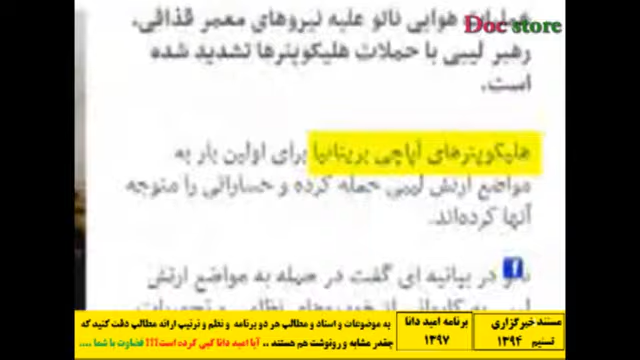 Doc store
عملیات هوایی ناتو علیه نیروهای معمر قذافی،
رهبر لیبی با حملات هلیکوپترها تشدید شده
است.
هلیکوپترهای آپاچی بریتانیا برای اولین بار به
مواضع ارتش لیبی حمله کرده و خساراتی را متوجه
آنها کرده‌اند.
ناتو در بیانیه ای گفت در حمله به مواضع ارتش
مستند خبرگزاری
تسنیم ۱۳۹۴
برنامه امید دانا
۱۳۹۷
به موضوعات و اسناد و مطالب هر دو برنامه و نظم و ترتیب ارائه مطالب دقت کنید که
چقدر مشابه و رونوشت هم هستند .. آیا امید دانا کپی کرده است؟!! قضاوت با شما ....